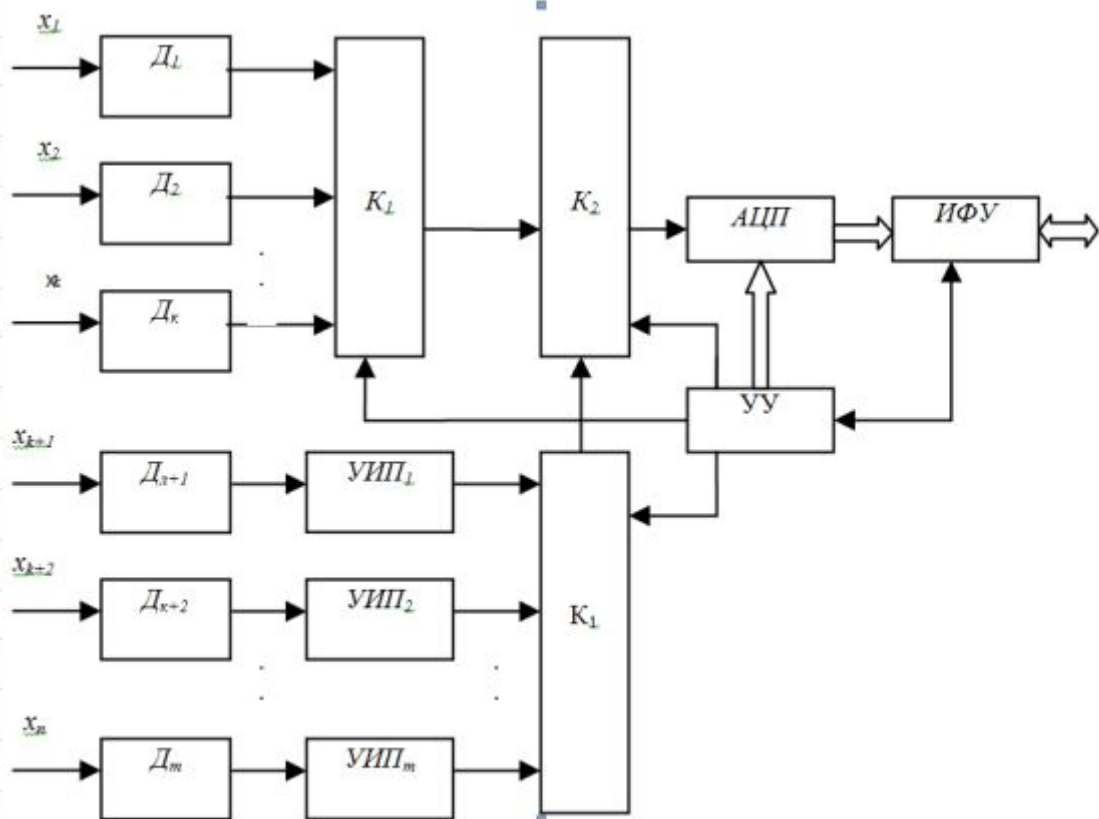 x1
Д1
x2
Д2
xk
Дк
К1
К2
АЦП
ИФУ
УУ
xk+1
Дл+1
УИП1
xk+2
Дк+2
УИП2
К1
xn
Дm
УИПm